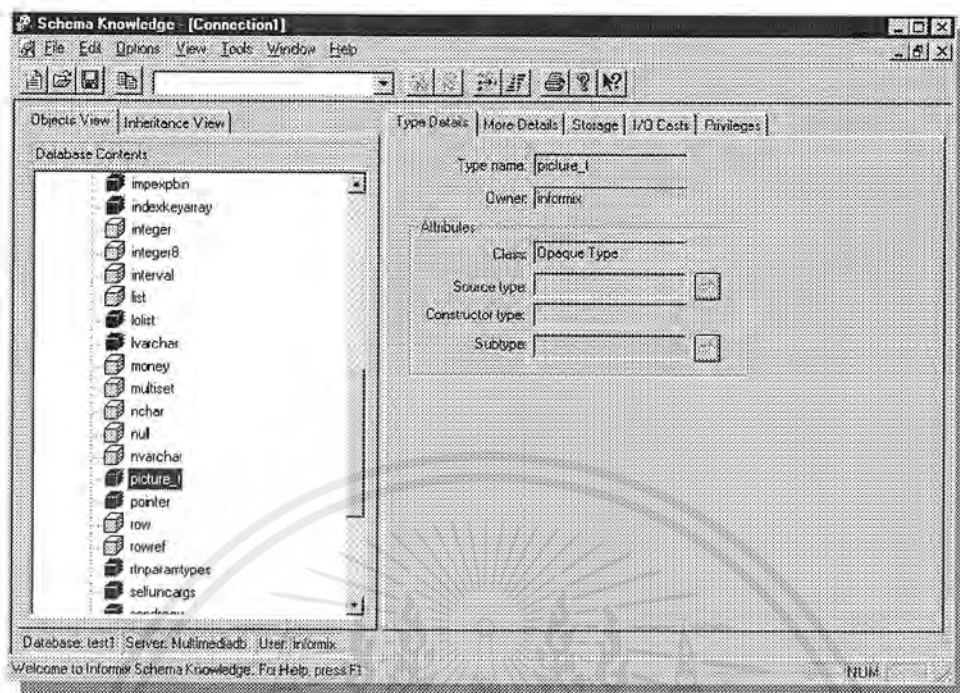 Schema Knowledge - [Connection1]
File Edit Options View Tools Window Help
Objects View Inheritance View
Database Contents
impexpbin
indexkeyarray
integer
integer8
interval
list
lolist
lvarchar
money
multiset
nchar
null
nvarchar
picture_t
pointer
row
rowref
rtnparamtypes
selfuncargs
Type Details More Details Storage I/O Costs Privileges
Type name: picture_t
Owner: informix
Attributes
Class: Opaque Type
Source type:
Constructor type:
Subtype:
Database: test1 Server: Multimediadb User: informix
Welcome to Informix Schema Knowledge. For Help, press F1 NUM